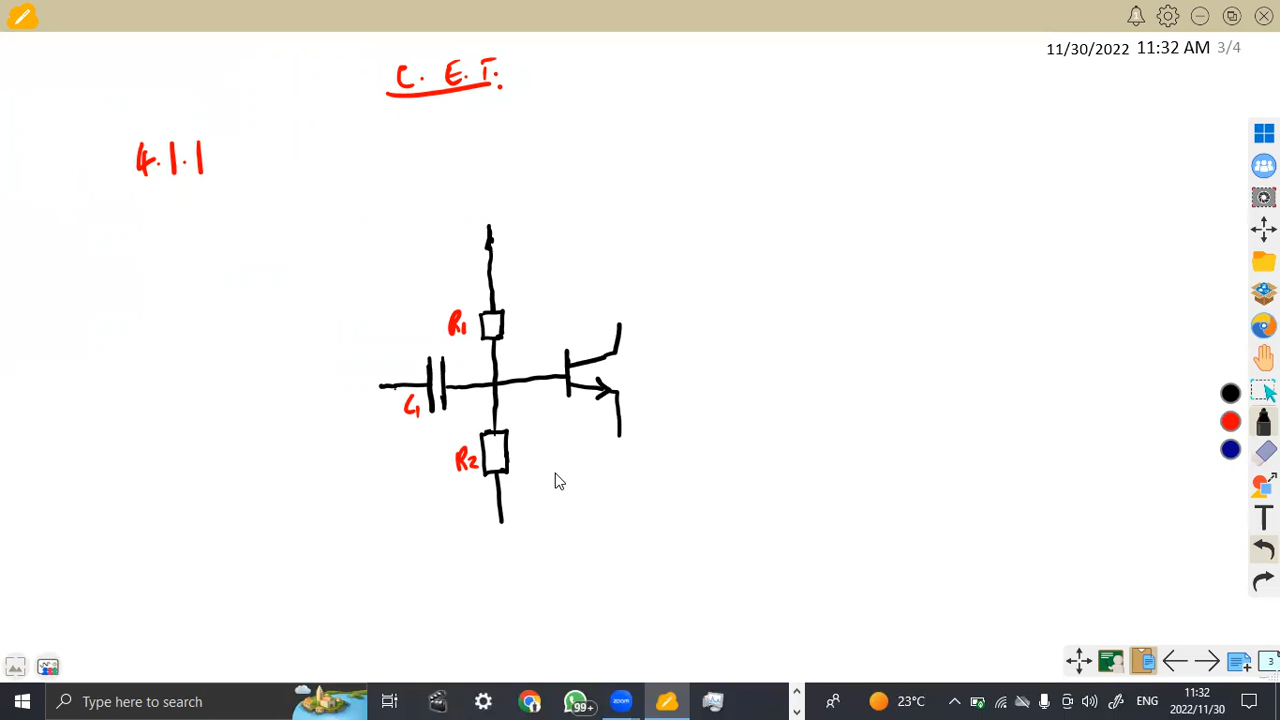 11/30/2022 11:32 AM 3/4
C. E. T.
4.1.1
R1
C1
R2
3
Type here to search
99+
23°C
ENG
11:32
2022/11/30